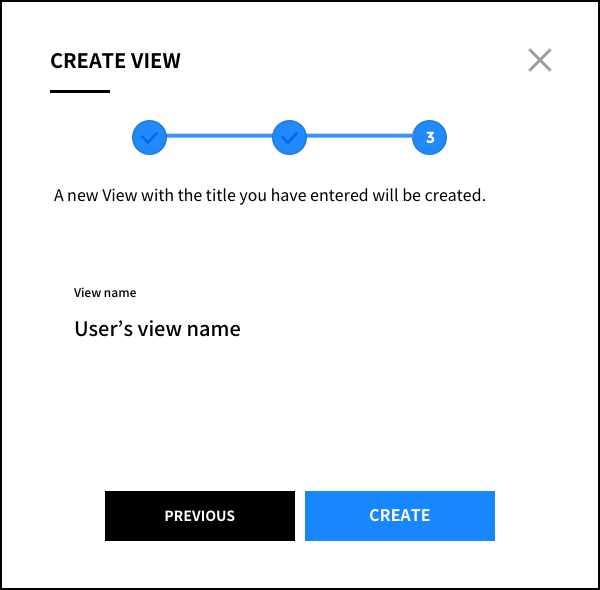 CREATE VIEW
3
A new View with the title you have entered will be created.
View name
User’s view name
PREVIOUS
CREATE